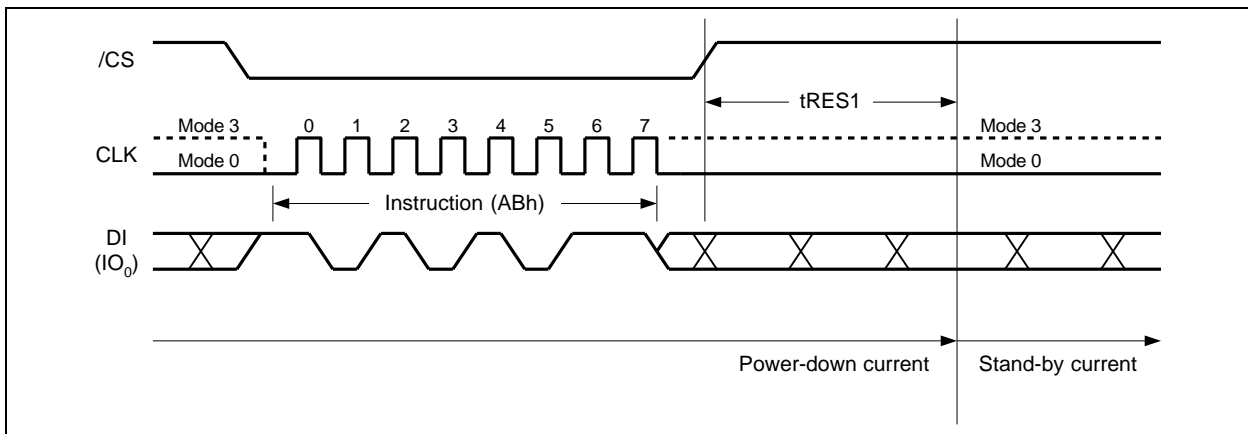 /CS
tRES1
Mode 3
0 1 2 3 4 5 6 7
Mode 3
CLK
Mode 0
Mode 0
Instruction (ABh)
DI
(IO₀)
Power-down current
Stand-by current